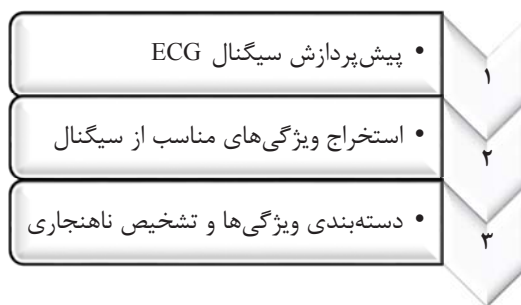 ۱
• پیش‌پردازش سیگنال ECG
۲
• استخراج ویژگی‌های مناسب از سیگنال
۳
• دسته‌بندی ویژگی‌ها و تشخیص ناهنجاری